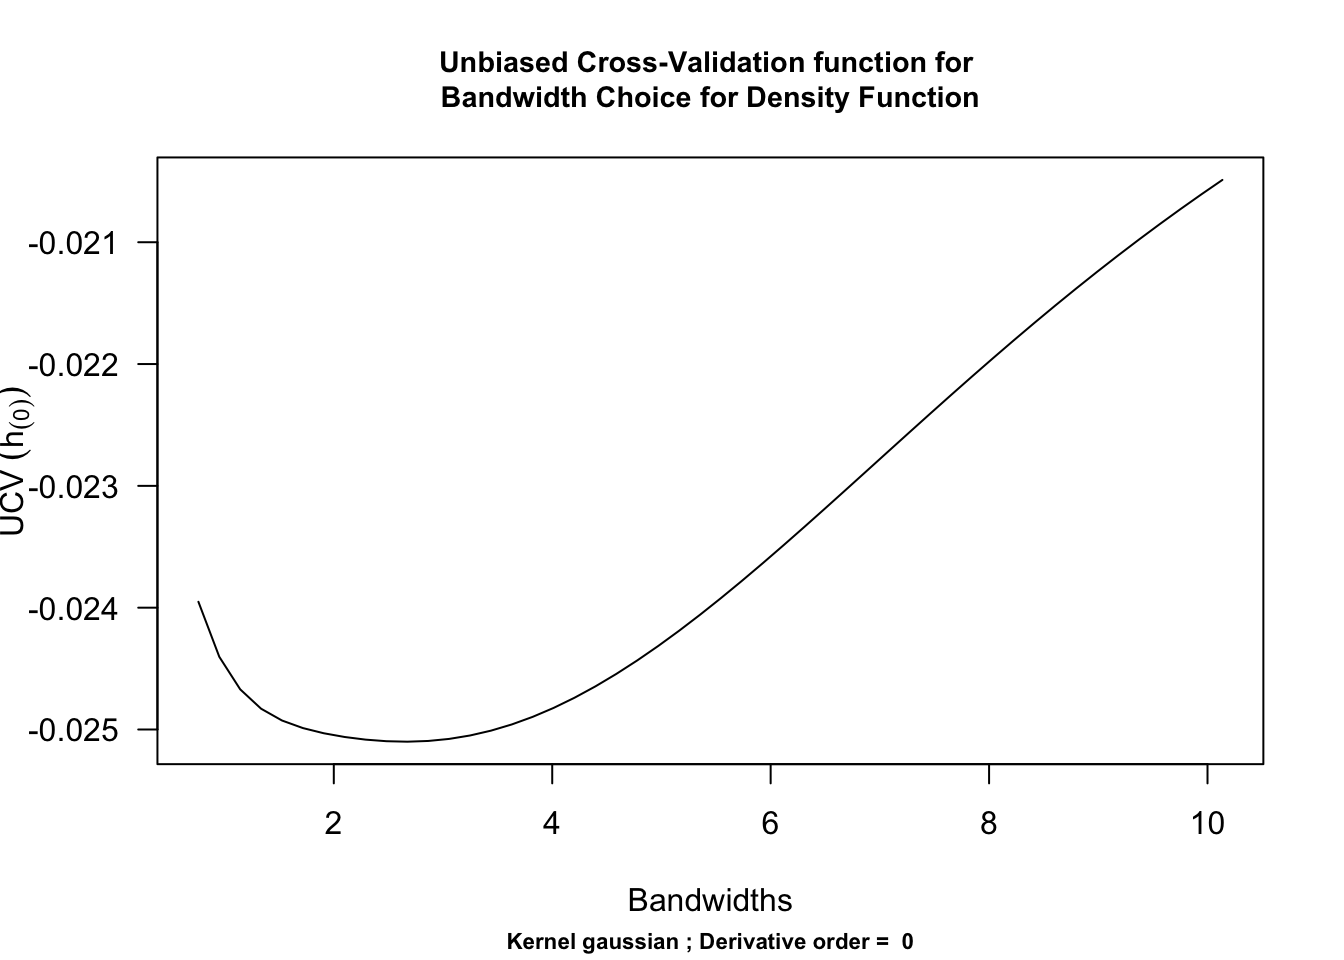 Unbiased Cross-Validation function for
Bandwidth Choice for Density Function
UCV (h(0))
-0.021
-0.022
-0.023
-0.024
-0.025
2 4 6 8 10
Bandwidths
Kernel gaussian ; Derivative order = 0